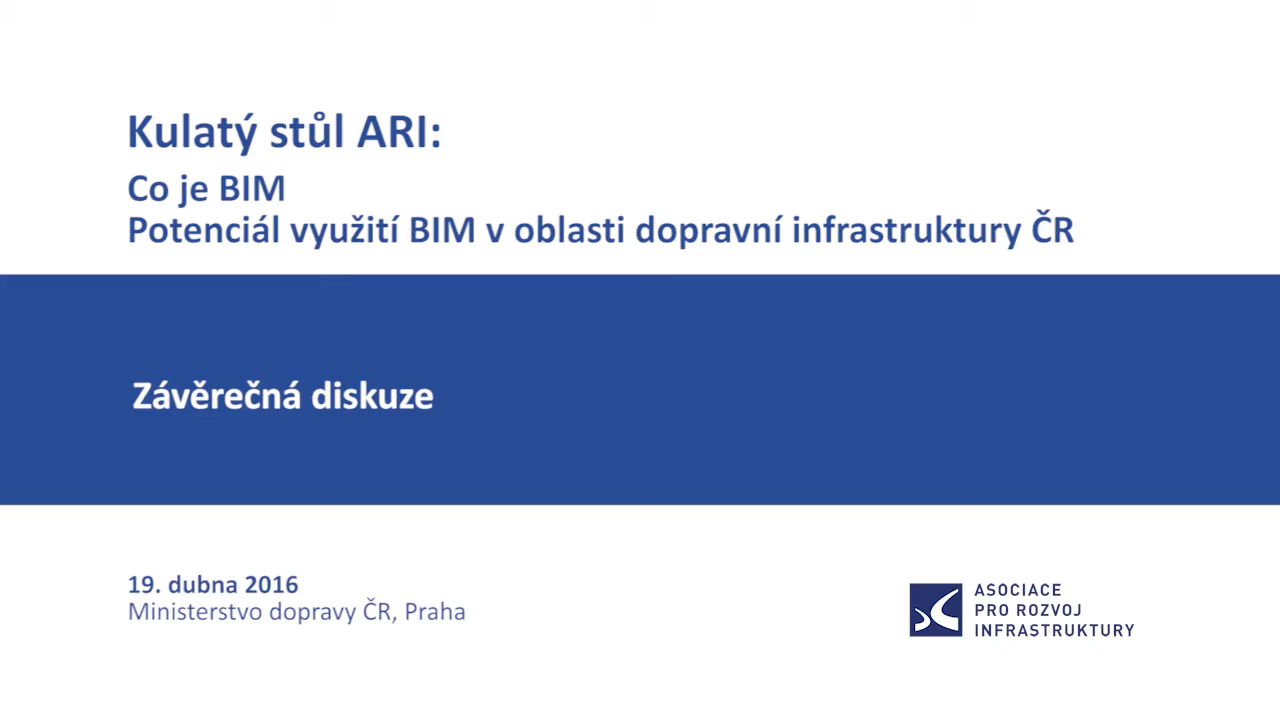 Kulatý stůl ARI:
Co je BIM
Potenciál využití BIM v oblasti dopravní infrastruktury ČR
Závěrečná diskuze
19. dubna 2016
Ministerstvo dopravy ČR, Praha
ASOCIACE
PRO ROZVOJ
INFRASTRUKTURY